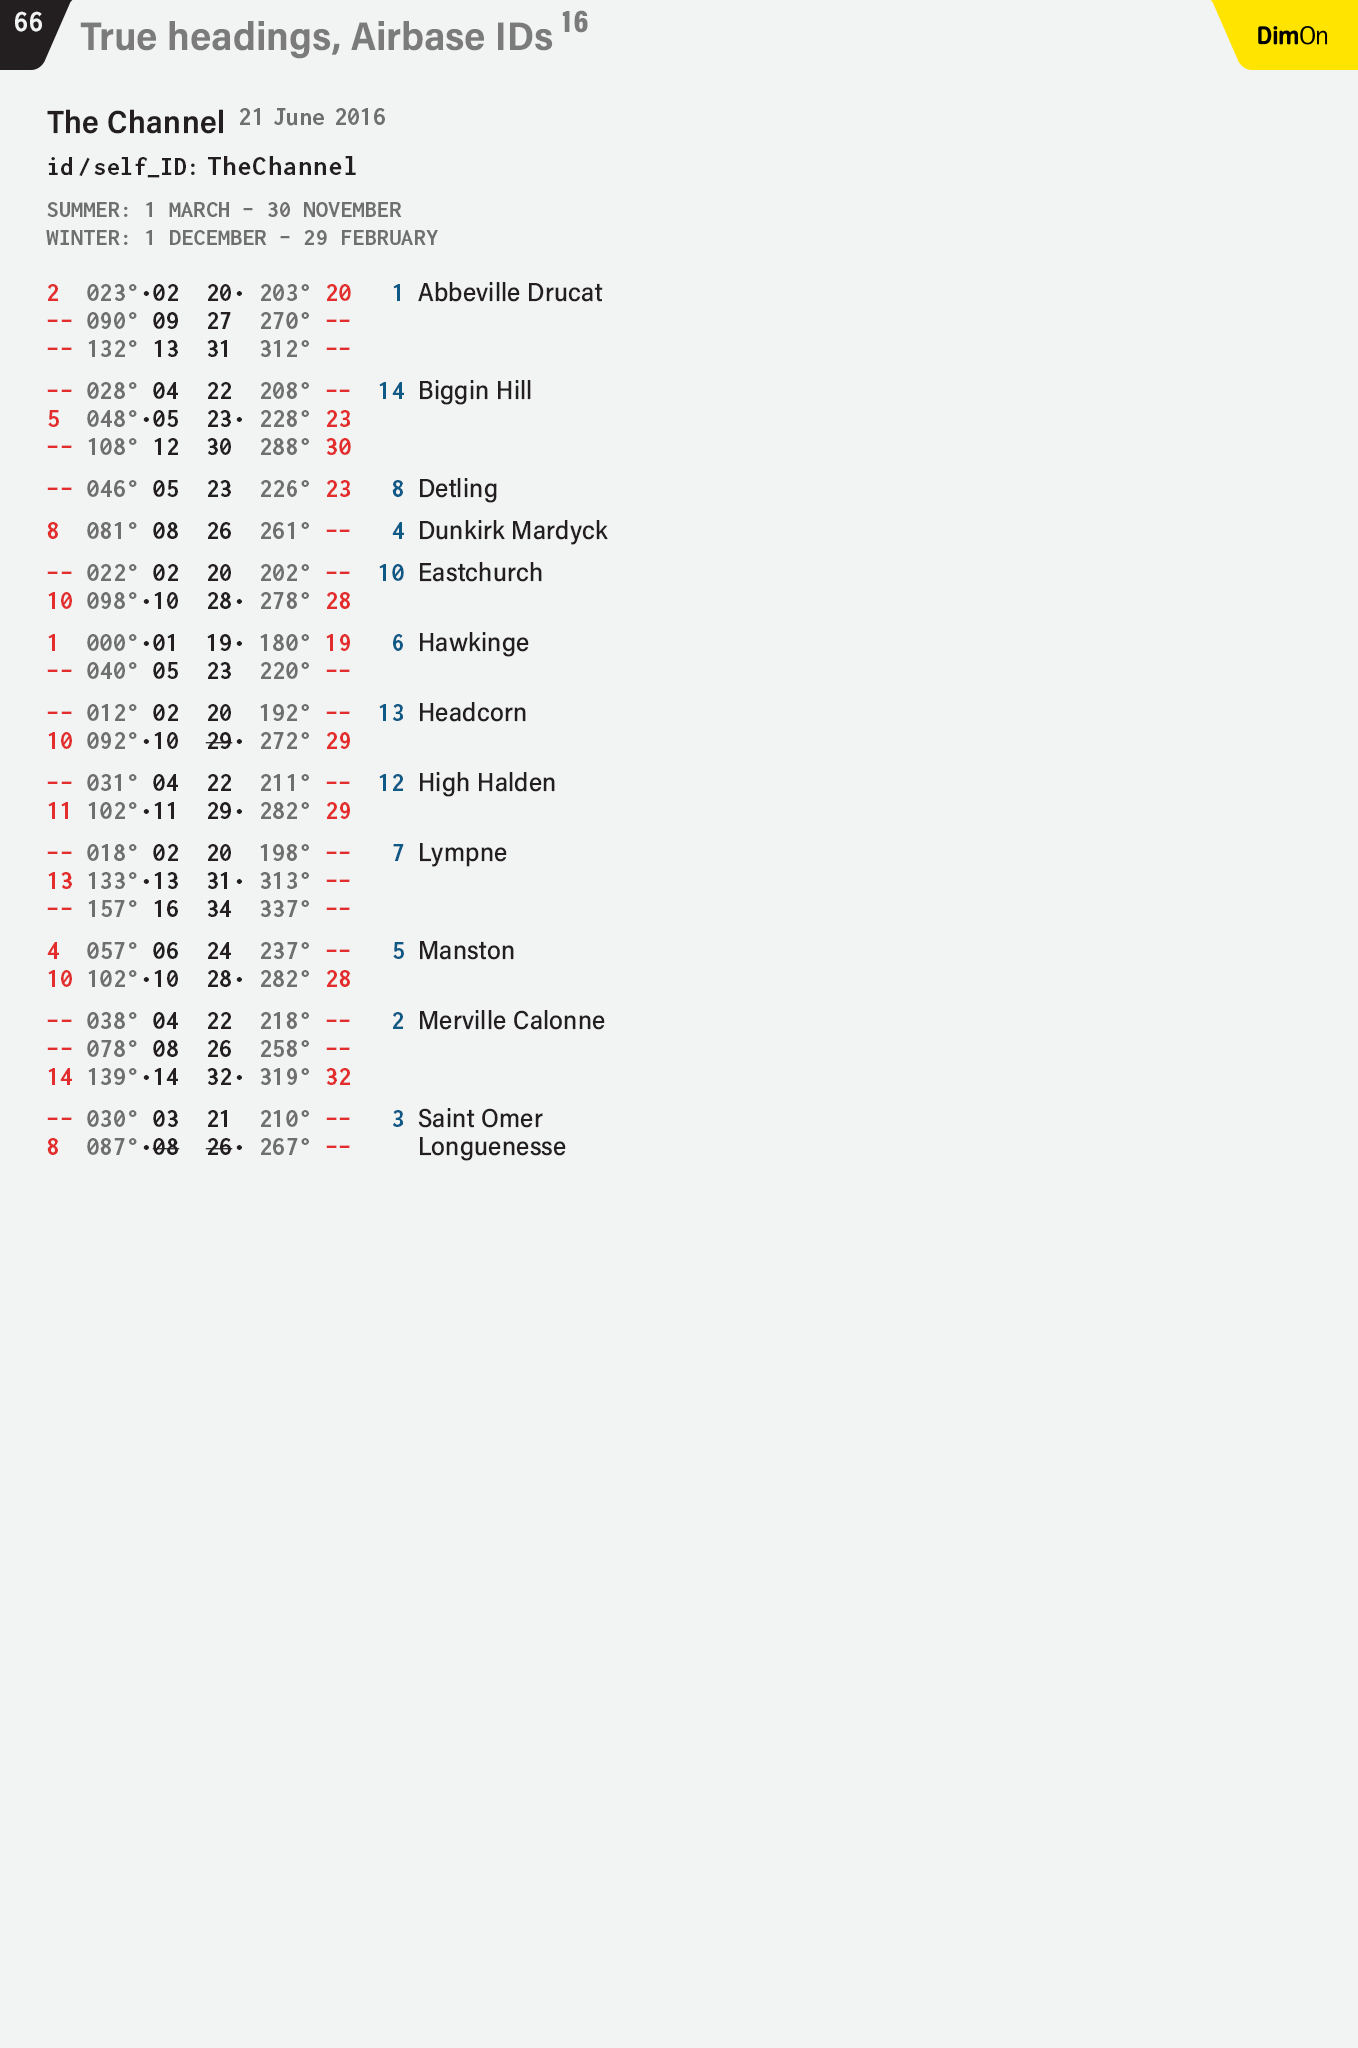 66 True headings, Airbase IDs 16 DimOn
The Channel 21 June 2016
id/self_ID: TheChannel
SUMMER: 1 MARCH – 30 NOVEMBER
WINTER: 1 DECEMBER – 29 FEBRUARY
2 023°•02 20• 203° 20 1 Abbeville Drucat
-- 090° 09 27 270° --
-- 132° 13 31 312° --
-- 028° 04 22 208° -- 14 Biggin Hill
5 048°•05 23• 228° 23
-- 108° 12 30 288° 30
-- 046° 05 23 226° 23 8 Detling
8 081° 08 26 261° -- 4 Dunkirk Mardyck
-- 022° 02 20 202° -- 10 Eastchurch
10 098°•10 28• 278° 28
1 000°•01 19• 180° 19 6 Hawkinge
-- 040° 05 23 220° --
-- 012° 02 20 192° -- 13 Headcorn
10 092°•10 29• 272° 29
-- 031° 04 22 211° -- 12 High Halden
11 102°•11 29• 282° 29
-- 018° 02 20 198° -- 7 Lympne
13 133°•13 31• 313° --
-- 157° 16 34 337° --
4 057° 06 24 237° -- 5 Manston
10 102°•10 28• 282° 28
-- 038° 04 22 218° -- 2 Merville Calonne
-- 078° 08 26 258° --
14 139°•14 32• 319° 32
-- 030° 03 21 210° -- 3 Saint Omer
8 087°•08 26• 267° -- Longuenesse